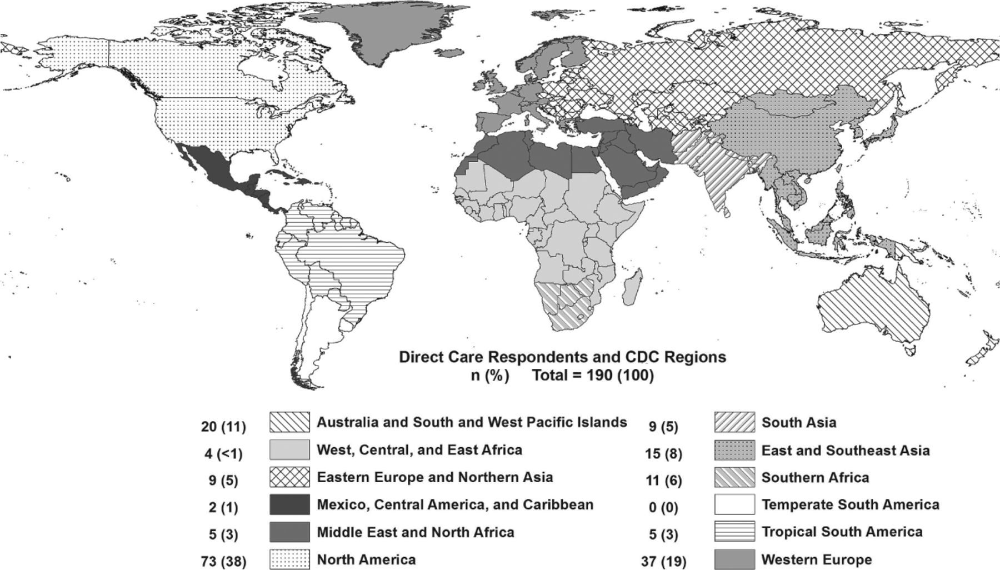 Direct Care Respondents and CDC Regions
n (%) Total = 190 (100)
20 (11) Australia and South and West Pacific Islands 9 (5) South Asia
4 (<1) West, Central, and East Africa 15 (8) East and Southeast Asia
9 (5) Eastern Europe and Northern Asia 11 (6) Southern Africa
2 (1) Mexico, Central America, and Caribbean 0 (0) Temperate South America
5 (3) Middle East and North Africa 5 (3) Tropical South America
73 (38) North America 37 (19) Western Europe